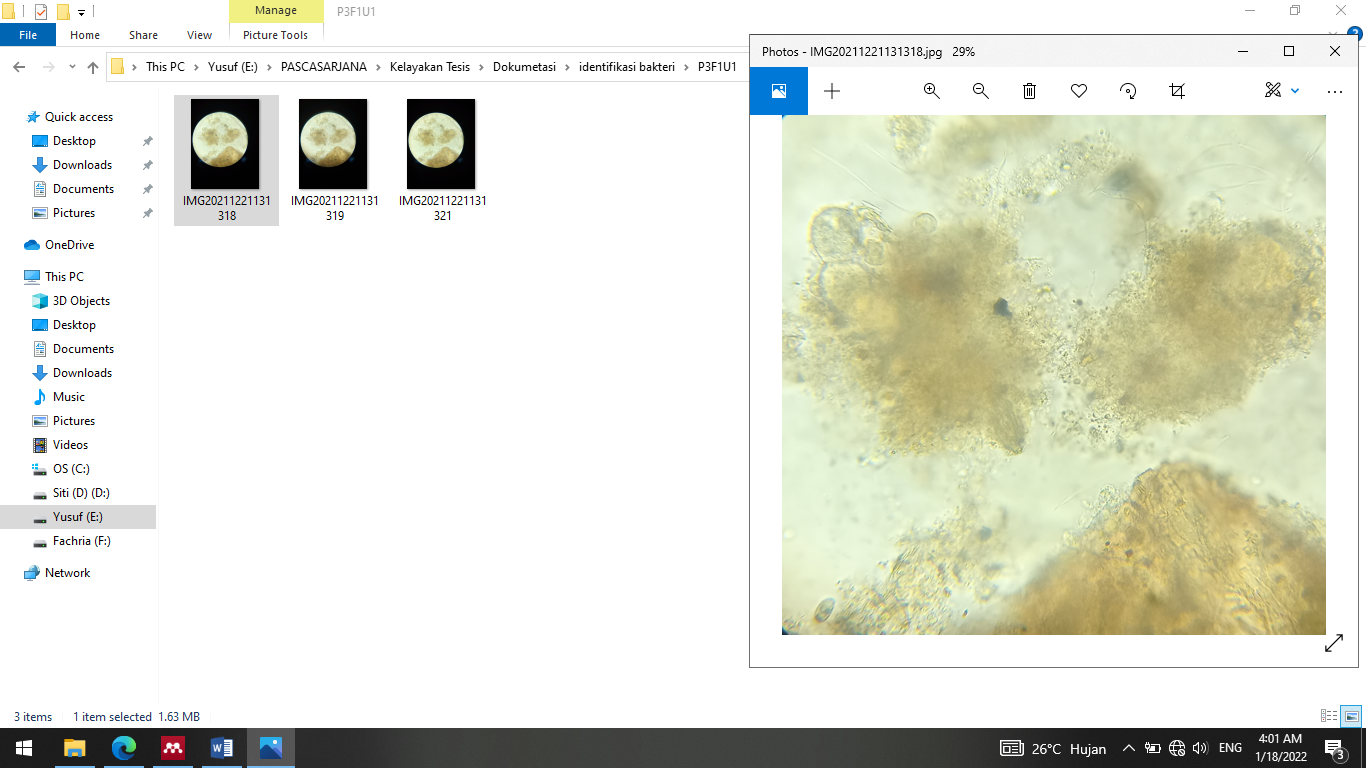 Manage
P3F1U1
File
Home
Share
View
Picture Tools
This PC
Yusuf (E:)
PASCASARJANA
Kelayakan Tesis
Dokumetasi
identifikasi bakteri
P3F1U1
Photos - IMG20211221131318.jpg 29%
Quick access
Desktop
Downloads
Documents
Pictures
OneDrive
This PC
3D Objects
Desktop
Documents
Downloads
Music
Pictures
Videos
OS (C:)
Siti (D) (D:)
Yusuf (E:)
Fachria (F:)
Network
IMG20211221131
318
IMG20211221131
319
IMG20211221131
321
3 items
1 item selected 1.63 MB
26°C Hujan
ENG
4:01 AM
1/18/2022
3